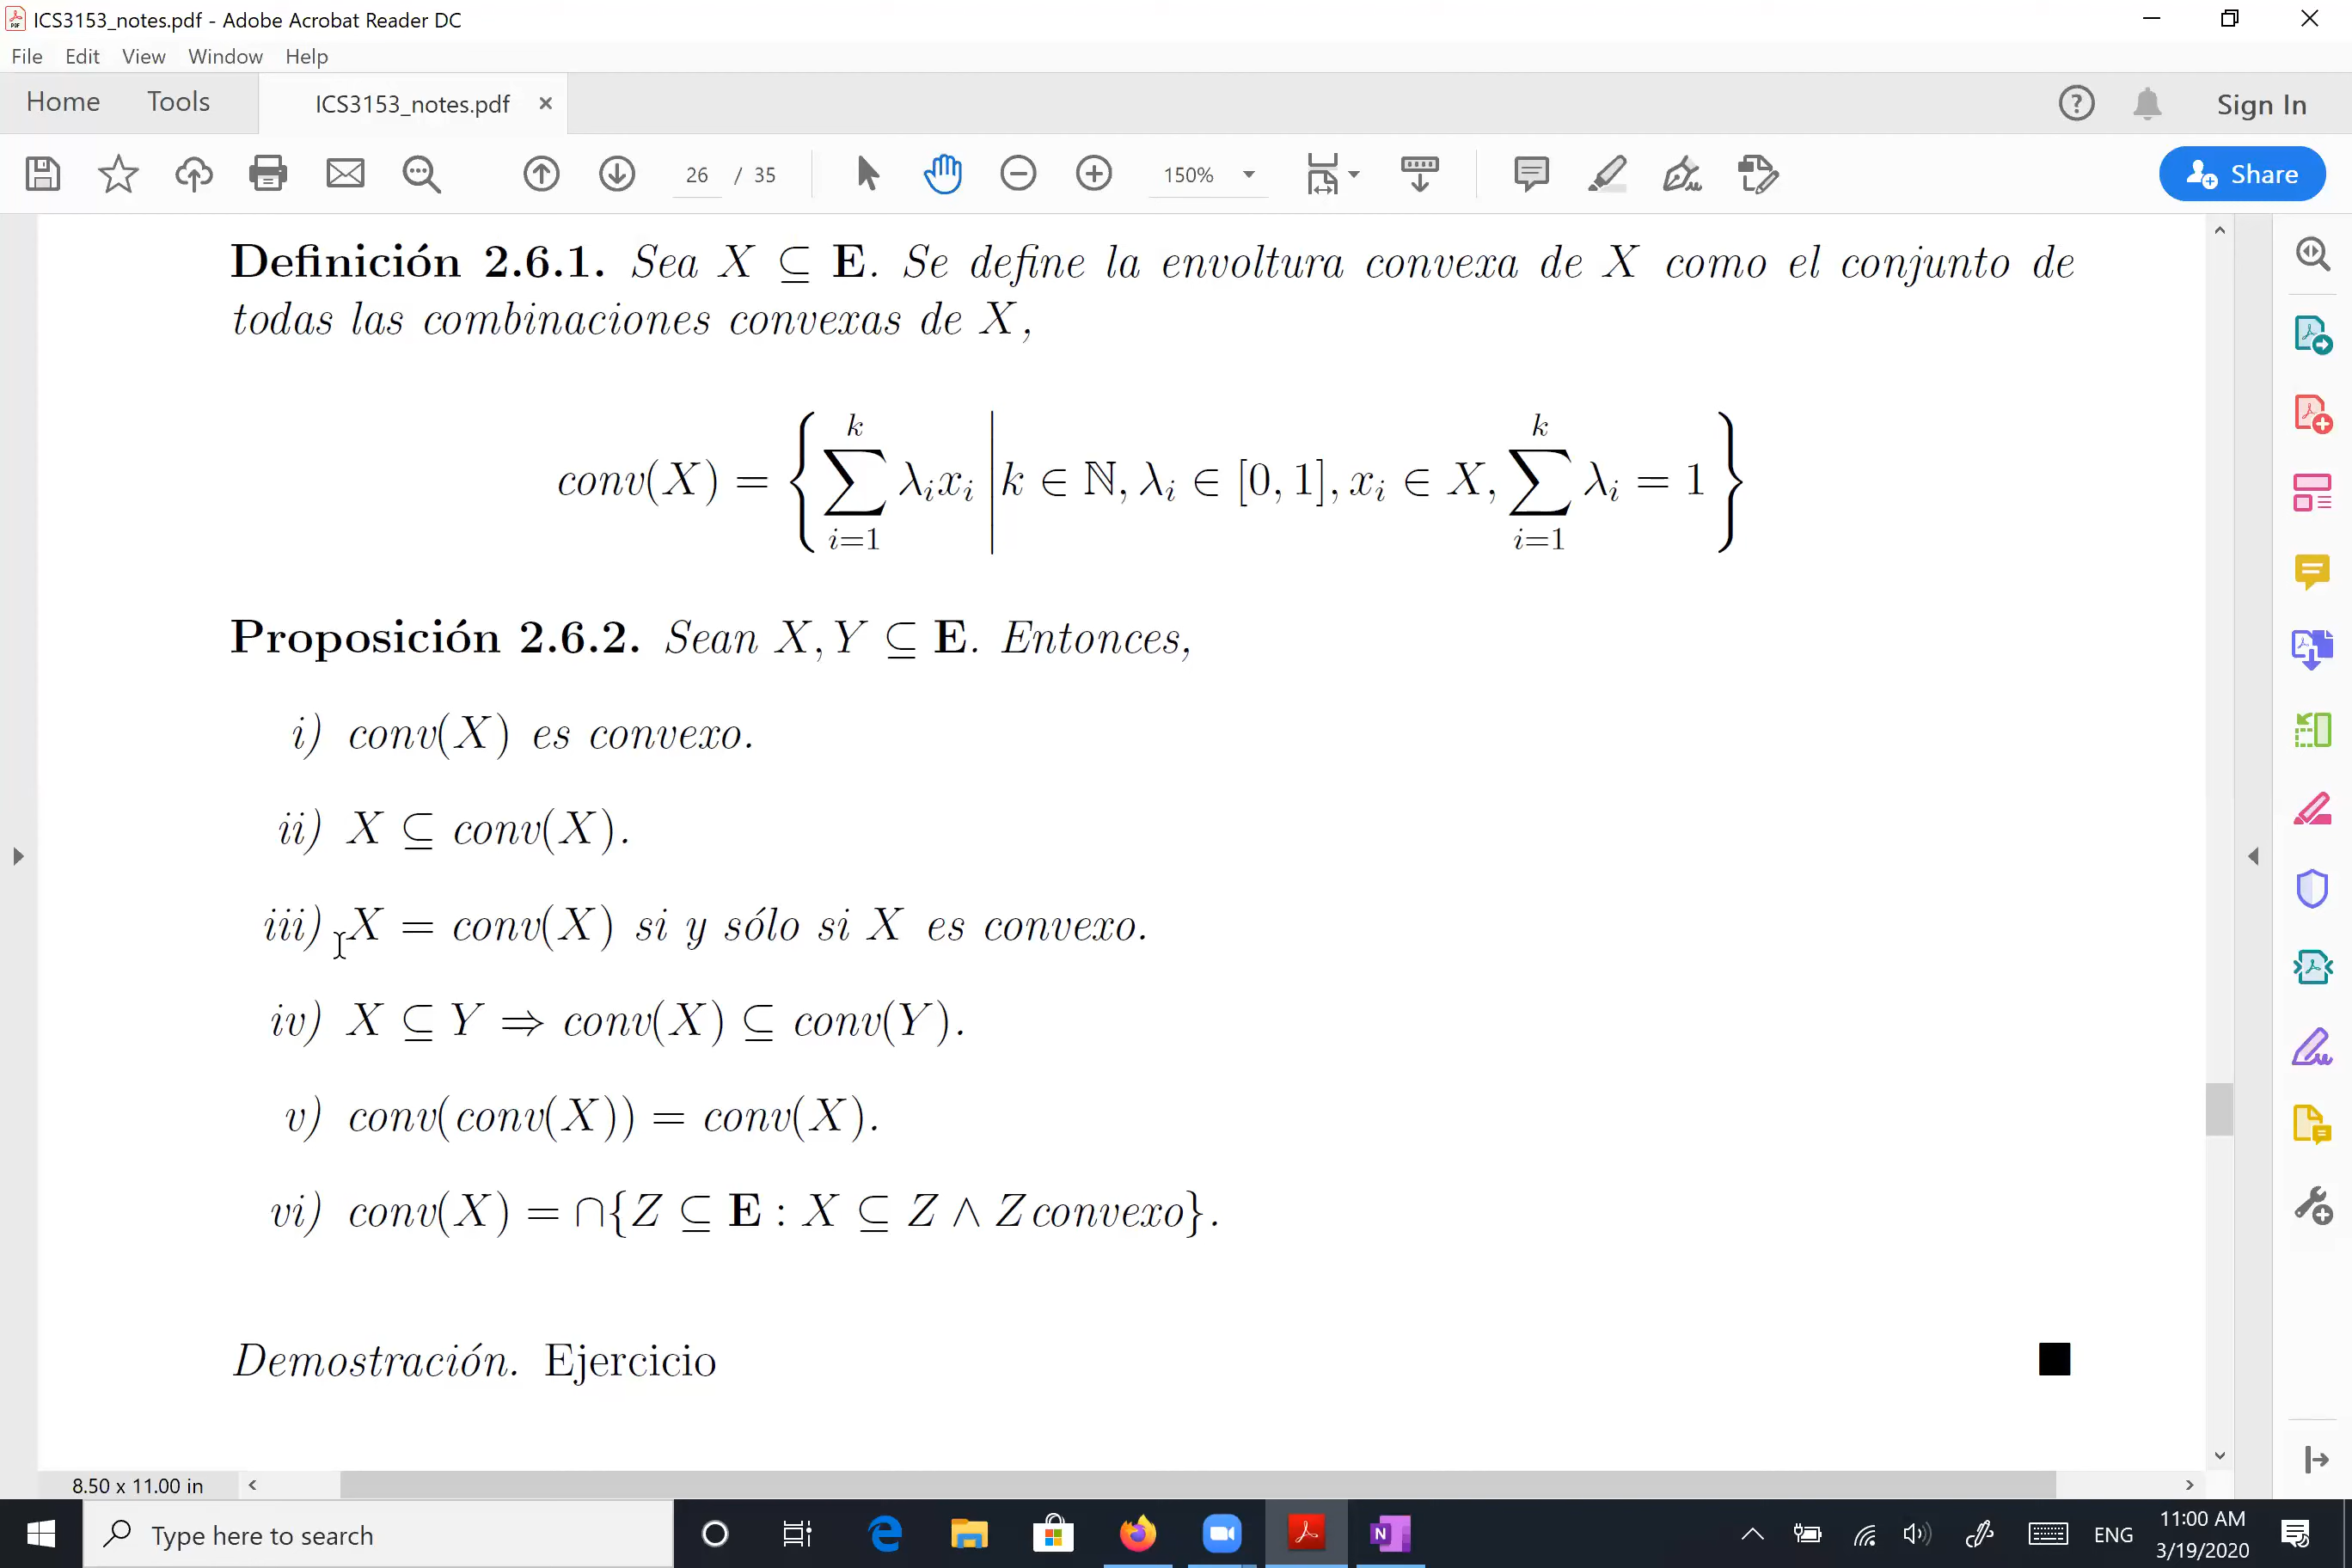 ICS3153_notes.pdf - Adobe Acrobat Reader DC
File Edit View Window Help
Home Tools ICS3153_notes.pdf × Sign In
26 / 35 150% Share
Definición 2.6.1. Sea X ⊆ E. Se define la envoltura convexa de X como el conjunto de
todas las combinaciones convexas de X,
conv(X) = { ∑_{i=1}^{k} λ_i x_i | k ∈ ℕ, λ_i ∈ [0, 1], x_i ∈ X, ∑_{i=1}^{k} λ_i = 1 }
Proposición 2.6.2. Sean X, Y ⊆ E. Entonces,
i) conv(X) es convexo.
ii) X ⊆ conv(X).
iii) X = conv(X) si y sólo si X es convexo.
iv) X ⊆ Y ⇒ conv(X) ⊆ conv(Y).
v) conv(conv(X)) = conv(X).
vi) conv(X) = ∩{Z ⊆ E : X ⊆ Z ∧ Z convexo}.
Demostración. Ejercicio ■
8.50 x 11.00 in
Type here to search
ENG
11:00 AM
3/19/2020